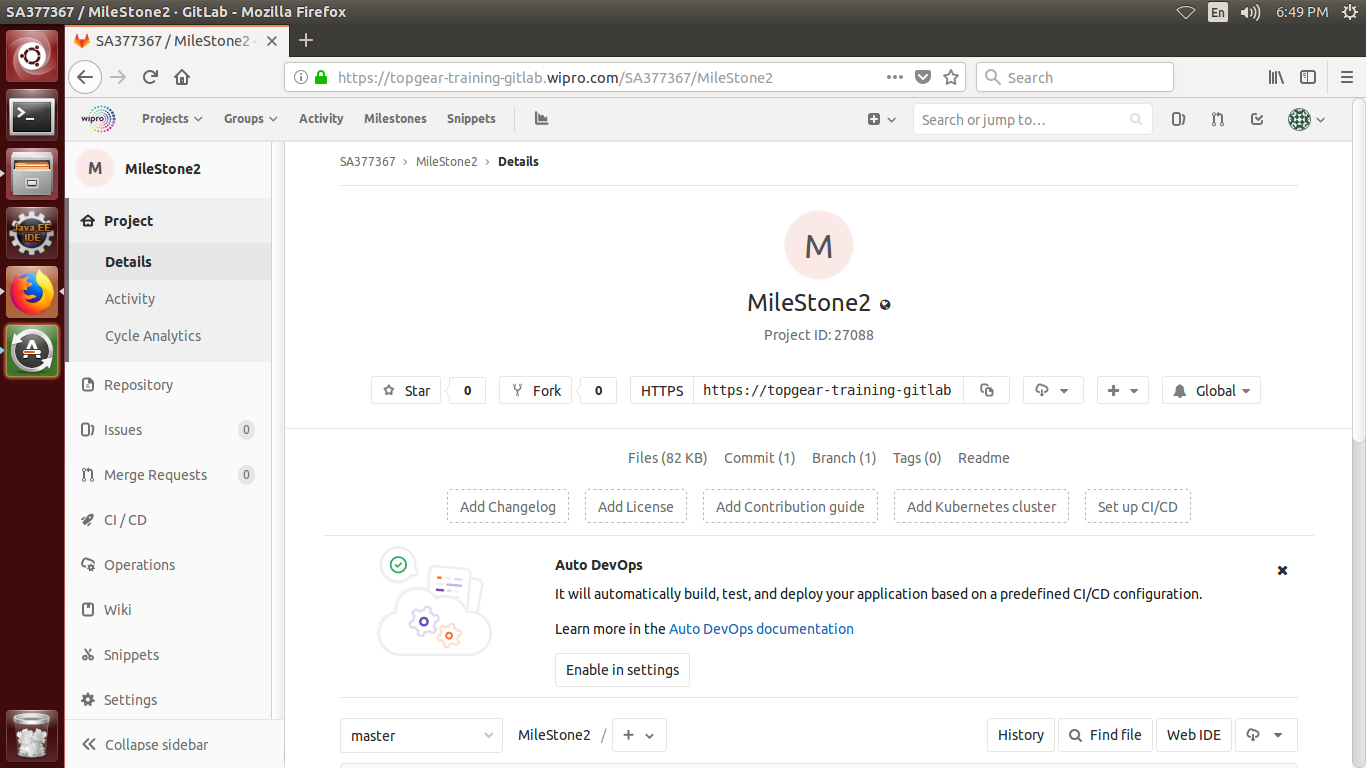 SA377367 / MileStone2 · GitLab - Mozilla Firefox
En
6:49 PM
SA377367 / MileStone2 ·
https://topgear-training-gitlab.wipro.com/SA377367/MileStone2
Search
wipro
Projects
Groups
Activity
Milestones
Snippets
Search or jump to…
M
MileStone2
Project
Details
Activity
Cycle Analytics
Repository
Issues
0
Merge Requests
0
CI / CD
Operations
Wiki
Snippets
Settings
Collapse sidebar
Java EE
IDE
SA377367 › MileStone2 › Details
M
MileStone2
Project ID: 27088
Star
0
Fork
0
HTTPS
https://topgear-training-gitlab
Global
Files (82 KB)
Commit (1)
Branch (1)
Tags (0)
Readme
Add Changelog
Add License
Add Contribution guide
Add Kubernetes cluster
Set up CI/CD
Auto DevOps
It will automatically build, test, and deploy your application based on a predefined CI/CD configuration.
Learn more in the Auto DevOps documentation
Enable in settings
master
MileStone2 /
History
Find file
Web IDE